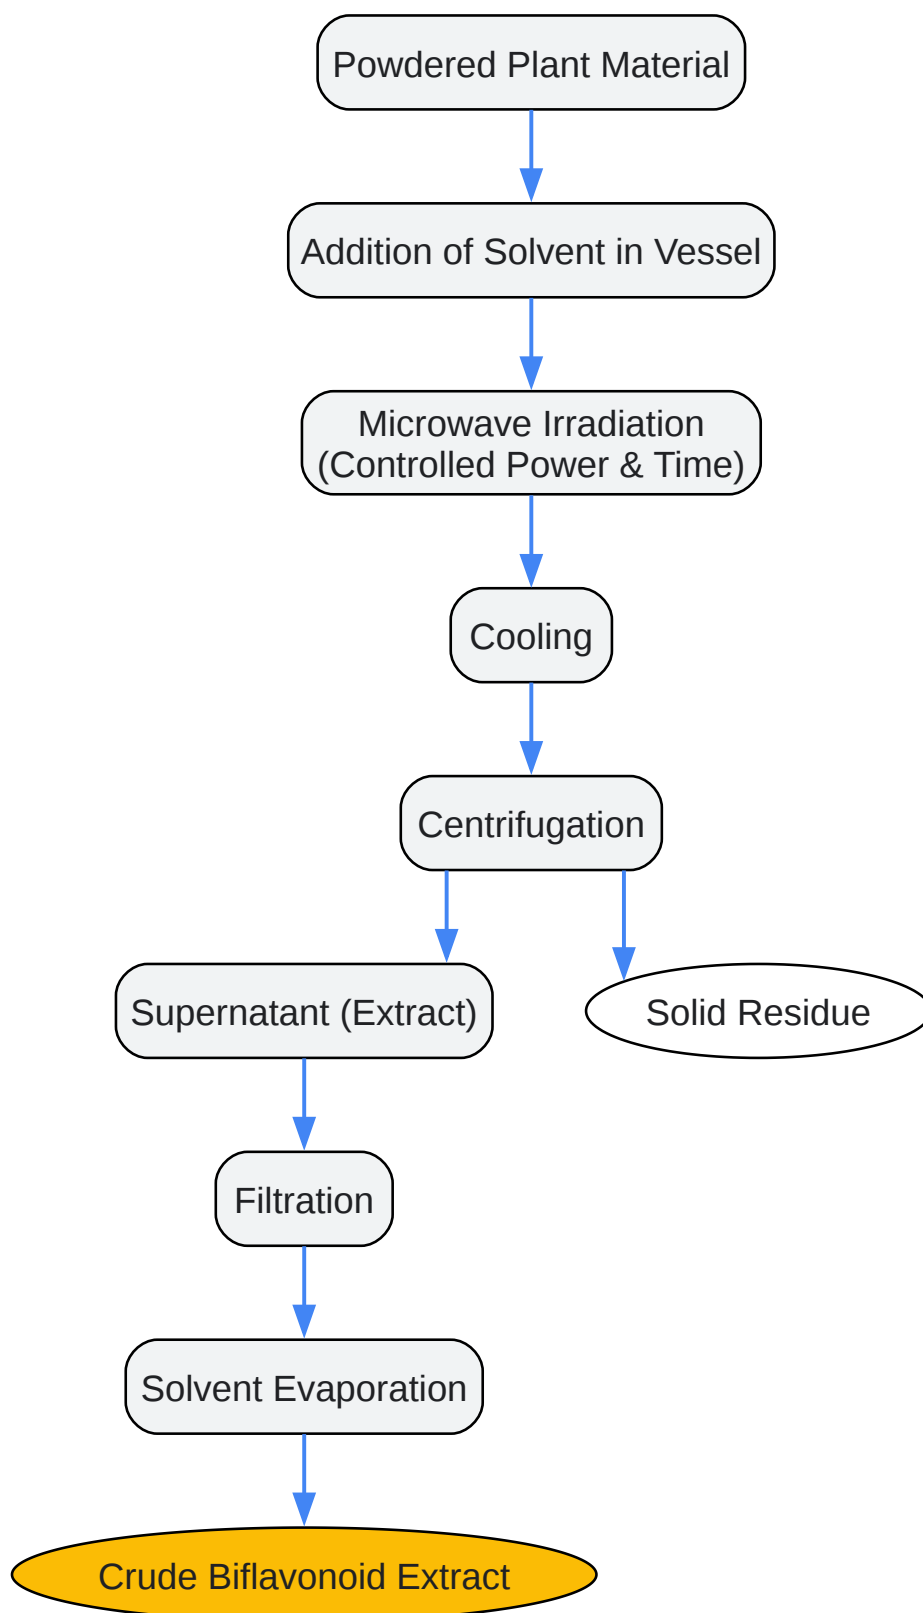 Powdered Plant Material
Addition of Solvent in Vessel
Microwave Irradiation
(Controlled Power & Time)
Cooling
Centrifugation
Supernatant (Extract)
Solid Residue
Filtration
Solvent Evaporation
Crude Biflavonoid Extract